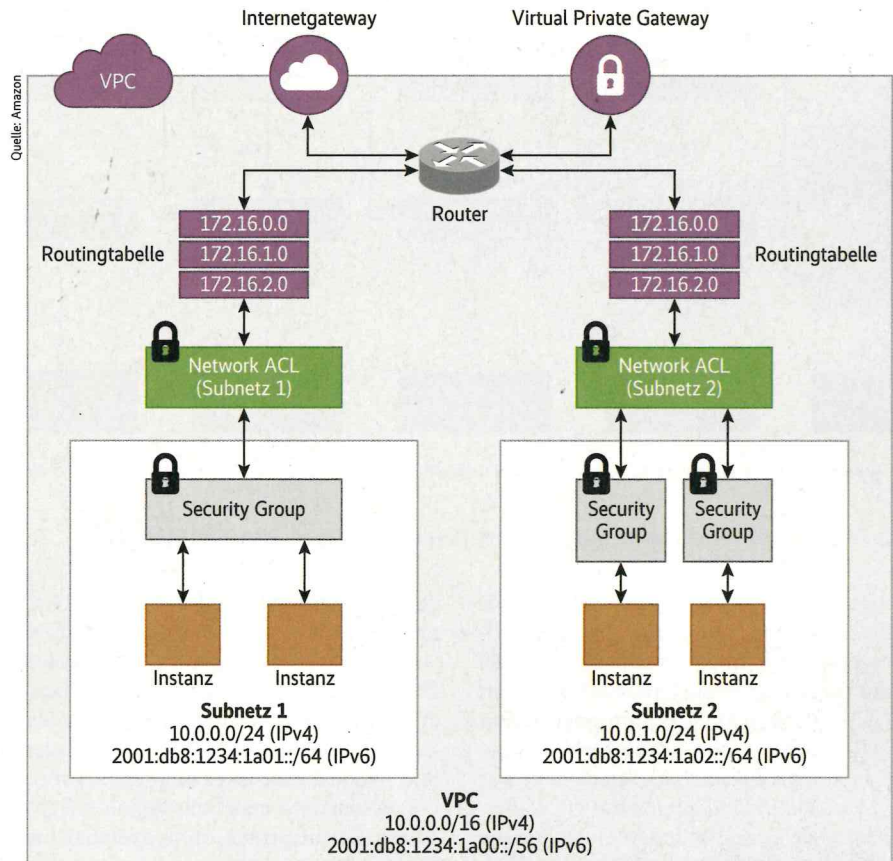 Internetgateway
Virtual Private Gateway
VPC
Quelle: Amazon
Router
Routingtabelle
172.16.0.0
172.16.1.0
172.16.2.0
172.16.0.0
172.16.1.0
172.16.2.0
Routingtabelle
Network ACL
(Subnetz 1)
Network ACL
(Subnetz 2)
Security Group
Security
Group
Security
Group
Instanz
Instanz
Instanz
Instanz
Subnetz 1
10.0.0.0/24 (IPv4)
2001:db8:1234:1a01::/64 (IPv6)
Subnetz 2
10.0.1.0/24 (IPv4)
2001:db8:1234:1a02::/64 (IPv6)
VPC
10.0.0.0/16 (IPv4)
2001:db8:1234:1a00::/56 (IPv6)